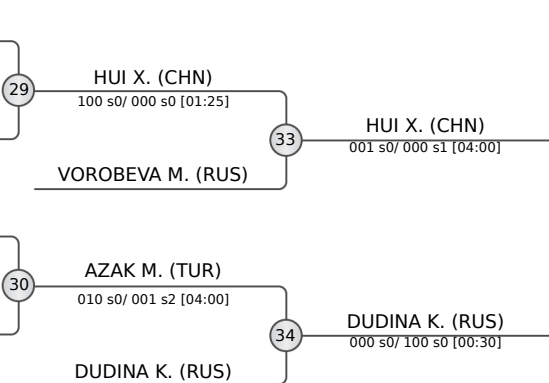 HUI X. (CHN)
29
100 s0/ 000 s0 [01:25]
HUI X. (CHN)
33
001 s0/ 000 s1 [04:00]
VOROBEVA M. (RUS)
AZAK M. (TUR)
30
010 s0/ 001 s2 [04:00]
DUDINA K. (RUS)
34
000 s0/ 100 s0 [00:30]
DUDINA K. (RUS)